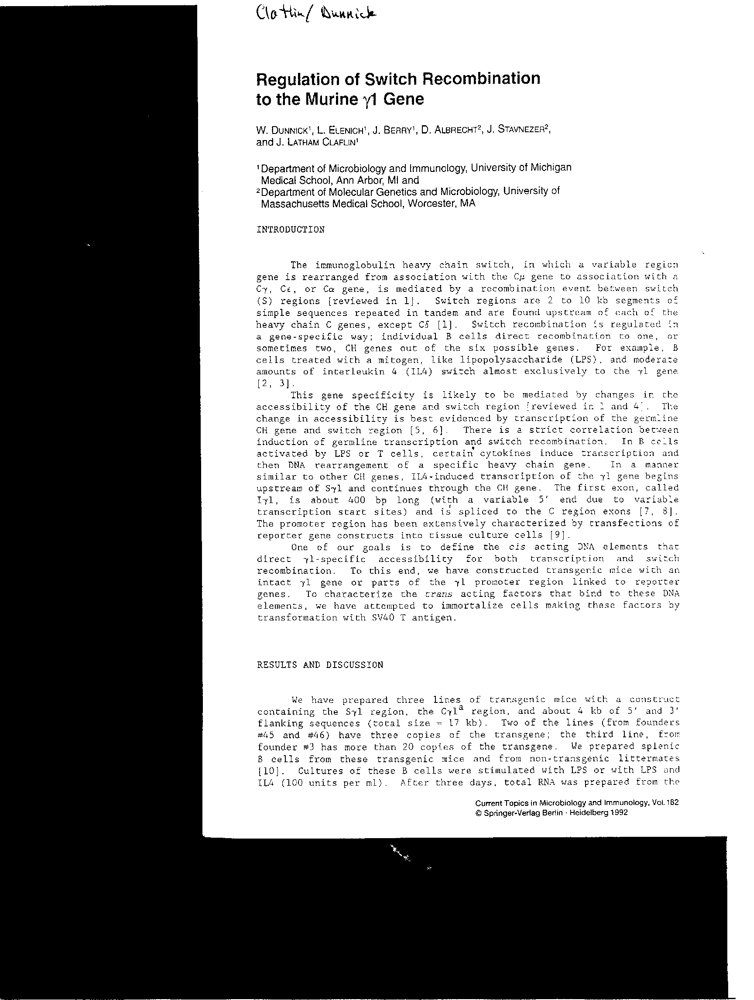 Claflin/ Dunnick
Regulation of Switch Recombination
to the Murine γ1 Gene
W. DUNNICK¹, L. ELENICH¹, J. BERRY¹, D. ALBRECHT², J. STAVNEZER²,
and J. LATHAM CLAFLIN¹
¹Department of Microbiology and Immunology, University of Michigan
Medical School, Ann Arbor, MI and
²Department of Molecular Genetics and Microbiology, University of
Massachusetts Medical School, Worcester, MA
INTRODUCTION
The immunoglobulin heavy chain switch, in which a variable region
gene is rearranged from association with the Cμ gene to association with a
Cγ, Cε, or Cα gene, is mediated by a recombination event between switch
(S) regions [reviewed in 1]. Switch regions are 2 to 10 kb segments of
simple sequences repeated in tandem and are found upstream of each of the
heavy chain C genes, except Cδ [1]. Switch recombination is regulated in
a gene-specific way; individual B cells direct recombination to one, or
sometimes two, CH genes out of the six possible genes. For example, B
cells treated with a mitogen, like lipopolysaccharide (LPS), and moderate
amounts of interleukin 4 (IL4) switch almost exclusively to the γ1 gene
[2, 3].
This gene specificity is likely to be mediated by changes in the
accessibility of the CH gene and switch region [reviewed in 1 and 4]. The
change in accessibility is best evidenced by transcription of the germline
CH gene and switch region [5, 6]. There is a strict correlation between
induction of germline transcription and switch recombination. In B cells
activated by LPS or T cells, certain cytokines induce transcription and
then DNA rearrangement of a specific heavy chain gene. In a manner
similar to other CH genes, IL4-induced transcription of the γ1 gene begins
upstream of Sγ1 and continues through the CH gene. The first exon, called
Iγ1, is about 400 bp long (with a variable 5' end due to variable
transcription start sites) and is spliced to the C region exons [7, 8].
The promoter region has been extensively characterized by transfections of
reporter gene constructs into tissue culture cells [9].
One of our goals is to define the cis acting DNA elements that
direct γ1-specific accessibility for both transcription and switch
recombination. To this end, we have constructed transgenic mice with an
intact γ1 gene or parts of the γ1 promoter region linked to reporter
genes. To characterize the trans acting factors that bind to these DNA
elements, we have attempted to immortalize cells making these factors by
transformation with SV40 T antigen.
RESULTS AND DISCUSSION
We have prepared three lines of transgenic mice with a construct
containing the Sγ1 region, the Cγ1ᵃ region, and about 4 kb of 5' and 3'
flanking sequences (total size = 17 kb). Two of the lines (from founders
#45 and #46) have three copies of the transgene; the third line, from
founder #3 has more than 20 copies of the transgene. We prepared splenic
B cells from these transgenic mice and from non-transgenic littermates
[10]. Cultures of these B cells were stimulated with LPS or with LPS and
IL4 (100 units per ml). After three days, total RNA was prepared from the
Current Topics in Microbiology and Immunology, Vol. 182
© Springer-Verlag Berlin · Heidelberg 1992